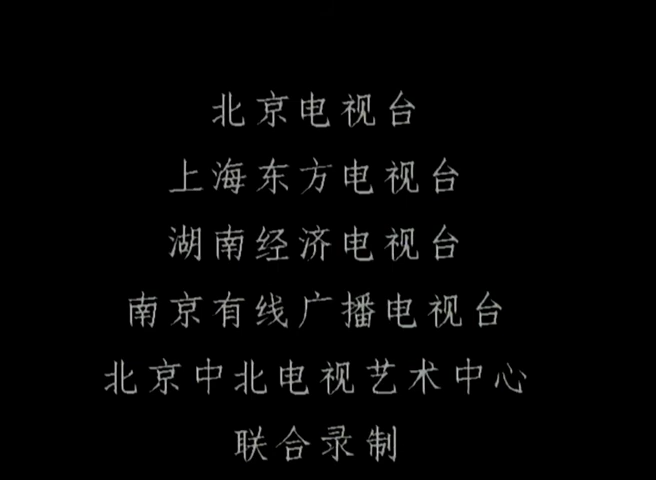 北京电视台
上海东方电视台
湖南经济电视台
南京有线广播电视台
北京中北电视艺术中心
联合录制